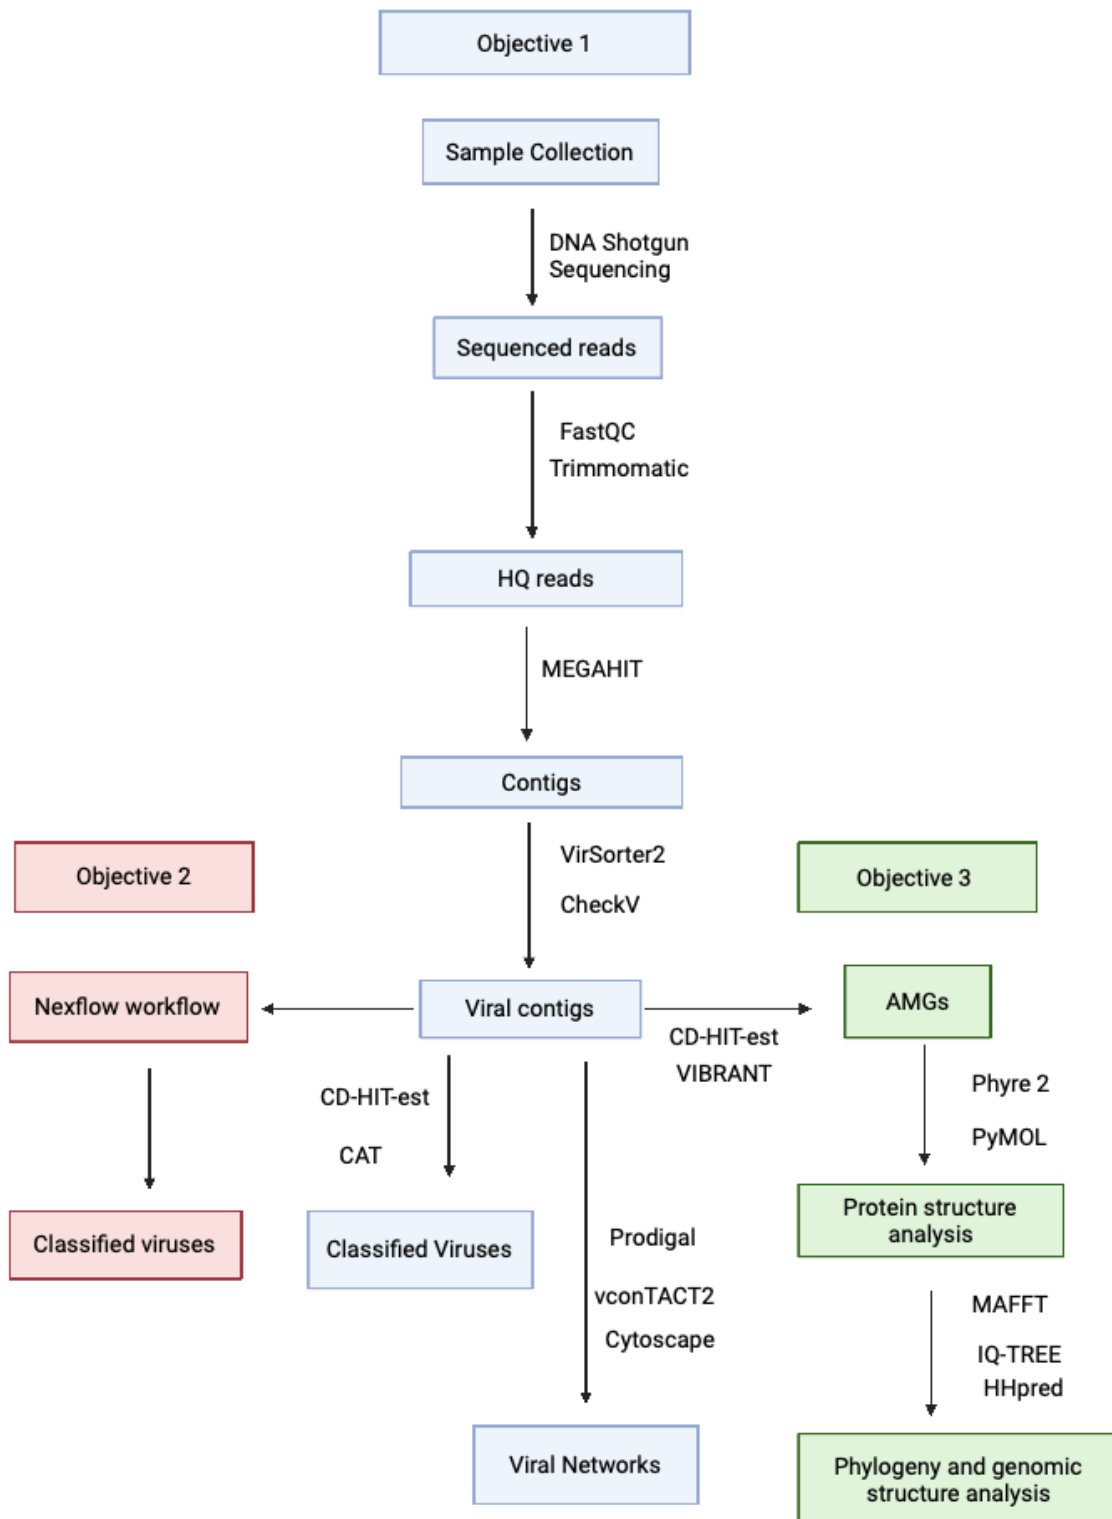 Objective 1
Sample Collection
DNA Shotgun
Sequencing
Sequenced reads
FastQC
Trimmomatic
HQ reads
MEGAHIT
Contigs
VirSorter2
CheckV
Objective 2
Objective 3
Nexflow workflow
Viral contigs
AMGs
CD-HIT-est
VIBRANT
CD-HIT-est
CAT
Phyre 2
PyMOL
Classified viruses
Classified Viruses
Protein structure
analysis
Prodigal
vconTACT2
Cytoscape
MAFFT
IQ-TREE
HHpred
Viral Networks
Phylogeny and genomic
structure analysis